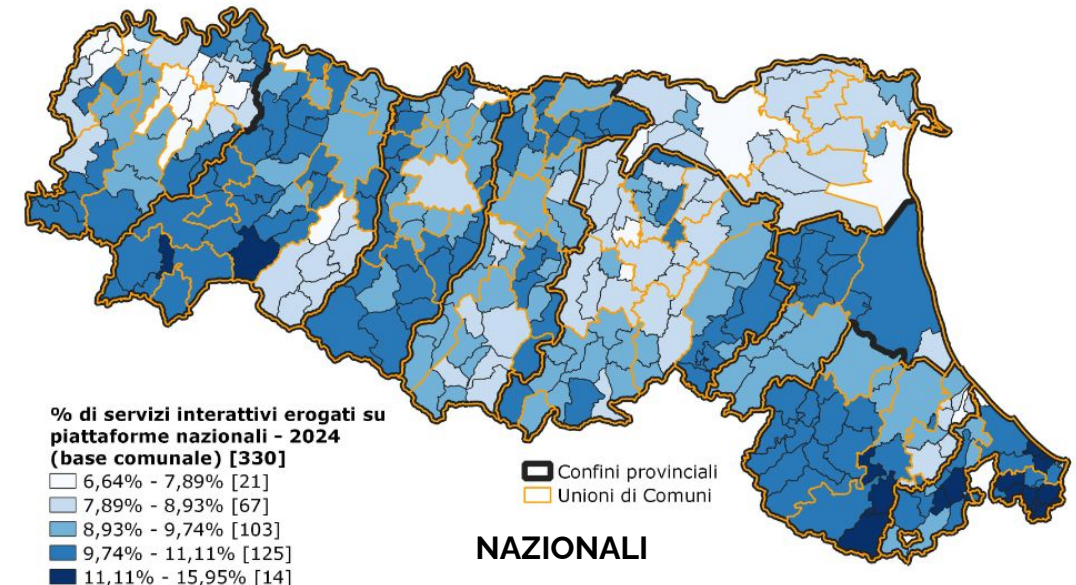 % di servizi interattivi erogati su
piattaforme nazionali - 2024
(base comunale) [330]
6,64% - 7,89% [21]
7,89% - 8,93% [67]
8,93% - 9,74% [103]
9,74% - 11,11% [125]
11,11% - 15,95% [14]
Confini provinciali
Unioni di Comuni
NAZIONALI